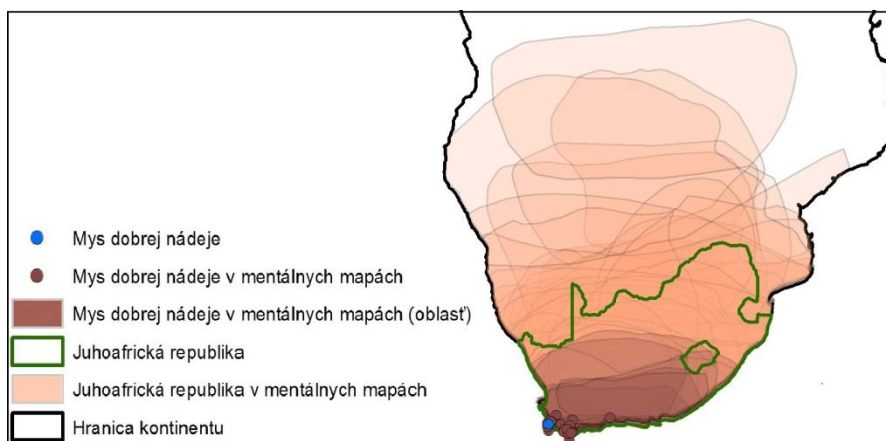 Mys dobrej nádeje
Mys dobrej nádeje v mentálnych mapách
Mys dobrej nádeje v mentálnych mapách (oblasť)
Juhoafrická republika
Juhoafrická republika v mentálnych mapách
Hranica kontinentu